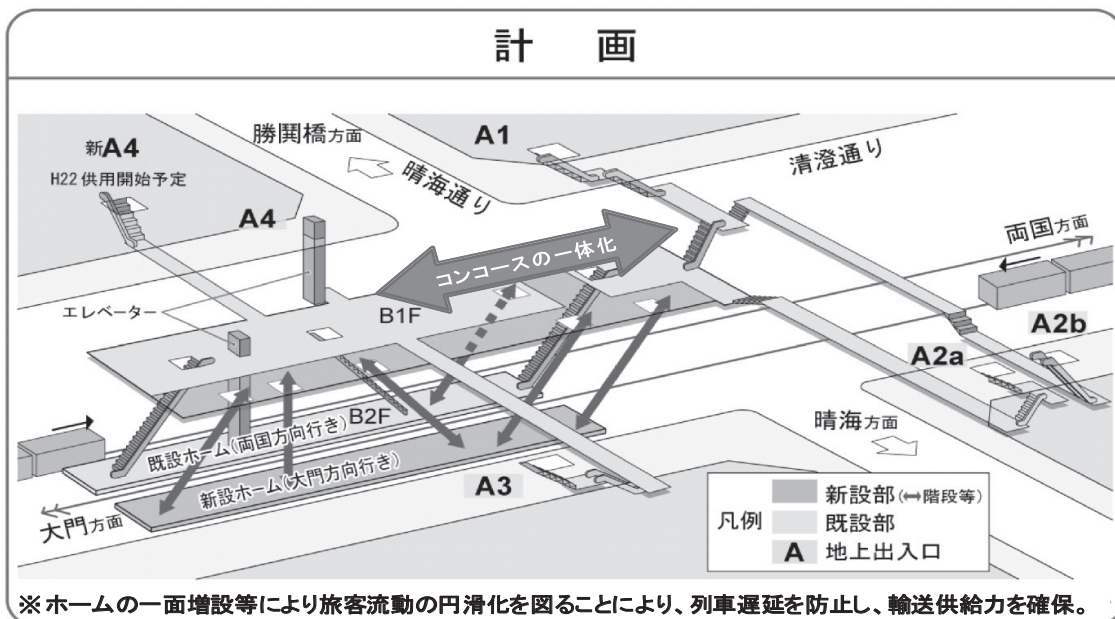 計 画
新A4
H22 供用開始予定
勝鬨橋方面
A1
晴海通り
清澄通り
A4
コンコースの一体化
両国方面
エレベーター
B1F
A2b
A2a
B2F
既設ホーム(両国方向行き)
新設ホーム(大門方向行き)
晴海方面
A3
大門方面
凡例
新設部(↔階段等)
既設部
A 地上出入口
※ホームの一面増設等により旅客流動の円滑化を図ることにより、列車遅延を防止し、輸送供給力を確保。